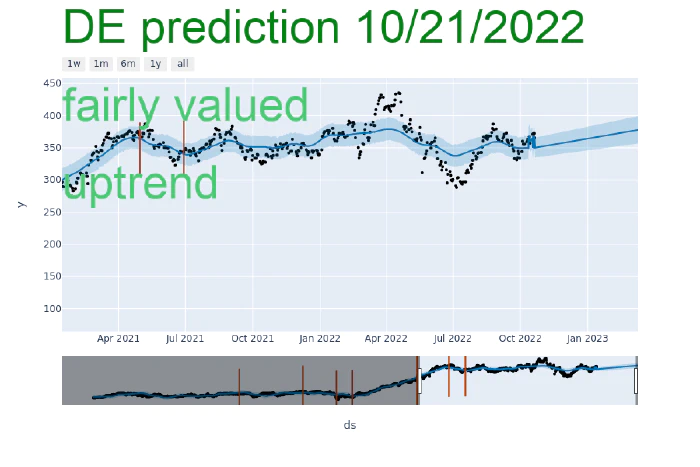 DE prediction 10/21/2022
1w 1m 6m 1y all
fairly valued
uptrend
450
400
350
300
250
200
150
100
y
Apr 2021 Jul 2021 Oct 2021 Jan 2022 Apr 2022 Jul 2022 Oct 2022 Jan 2023
ds